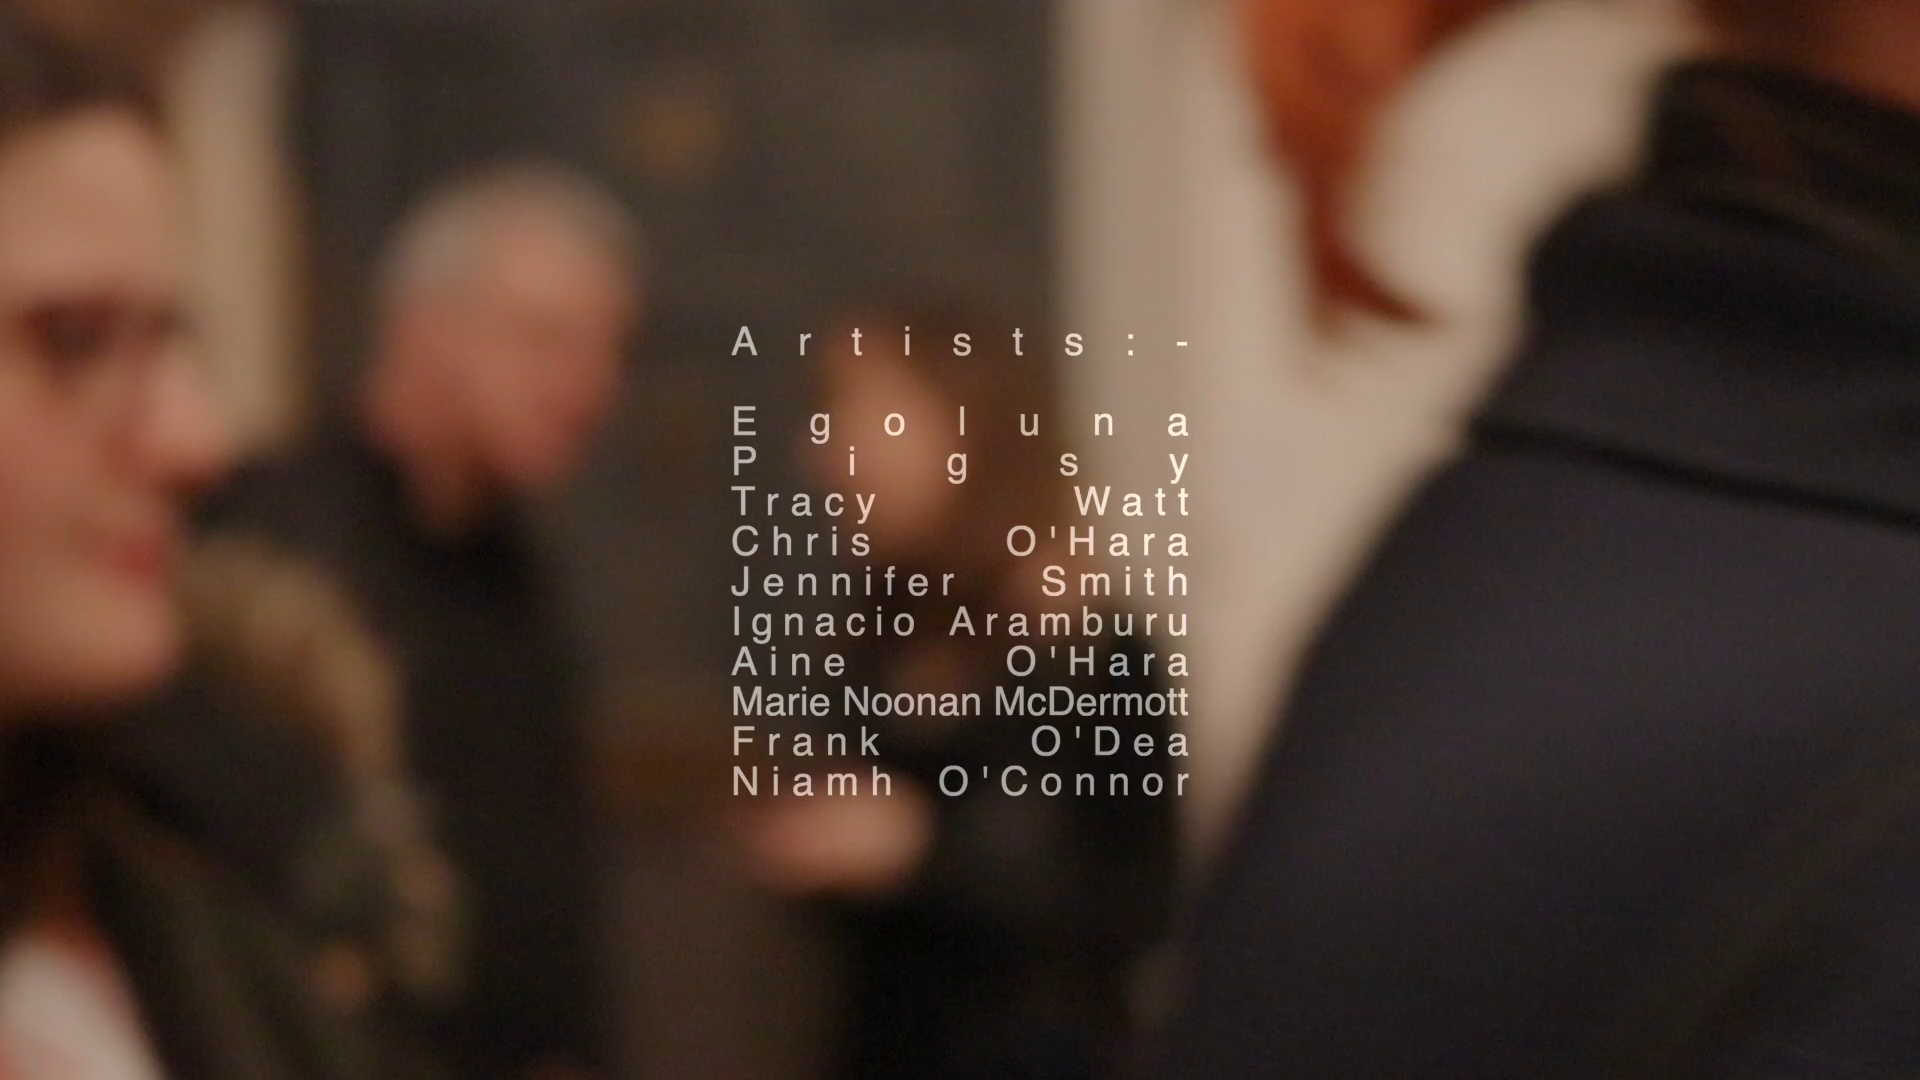 Artists:-
Egoluna
Pigsy
Tracy Watt
Chris O'Hara
Jennifer Smith
Ignacio Aramburu
Aine O'Hara
Marie Noonan McDermott
Frank O'Dea
Niamh O'Connor